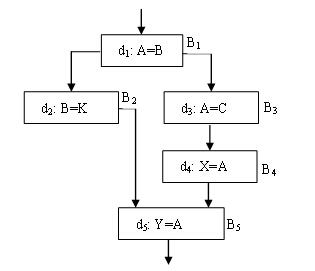 d₁: A=B B₁
d₂: B=K B₂
d₃: A=C B₃
d₄: X=A B₄
d₅: Y=A B₅